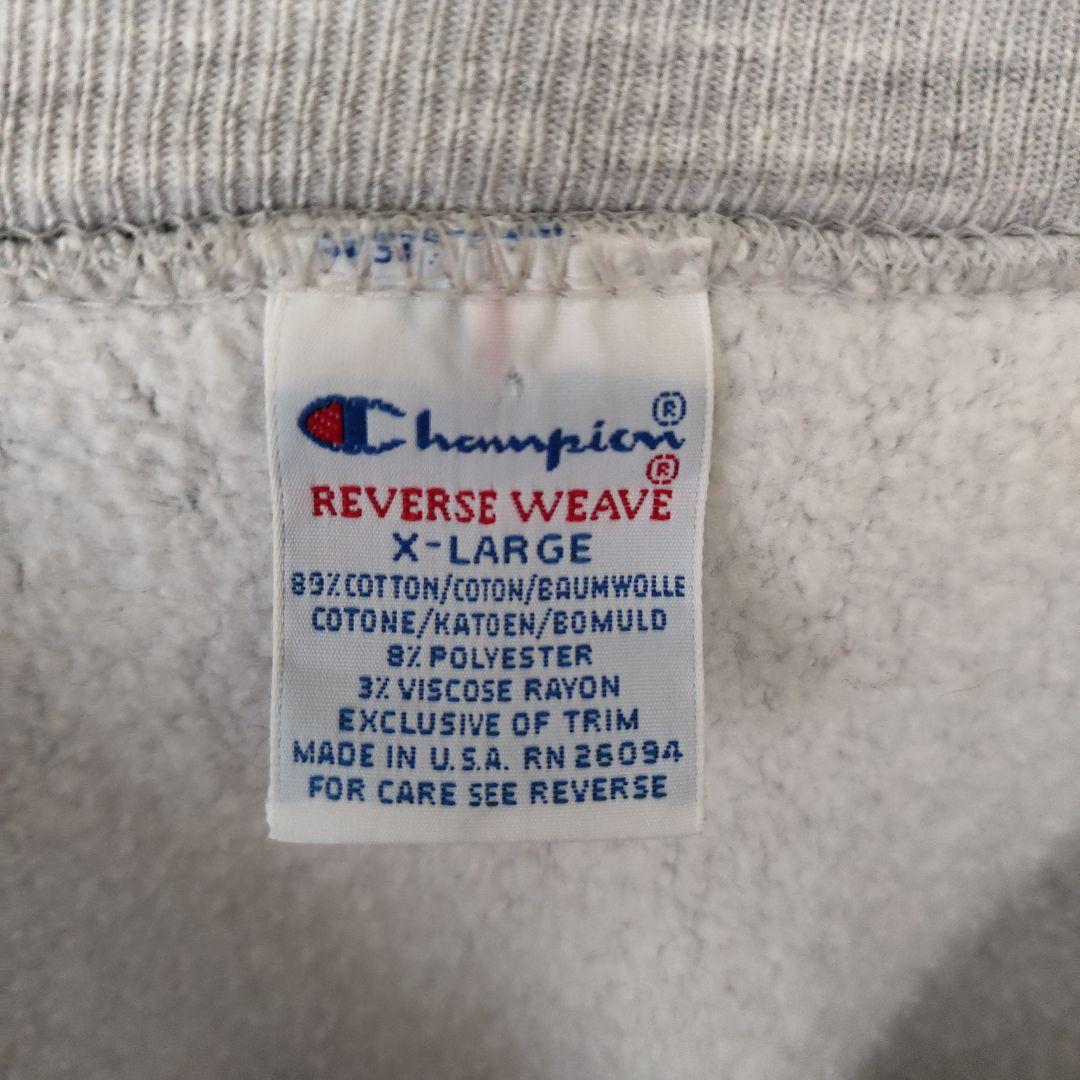 Champion®
REVERSE WEAVE®
X-LARGE
89% COTTON/COTON/BAUMWOLLE
COTONE/KATOEN/BOMULD
8% POLYESTER
3% VISCOSE RAYON
EXCLUSIVE OF TRIM
MADE IN U.S.A. RN 26094
FOR CARE SEE REVERSE